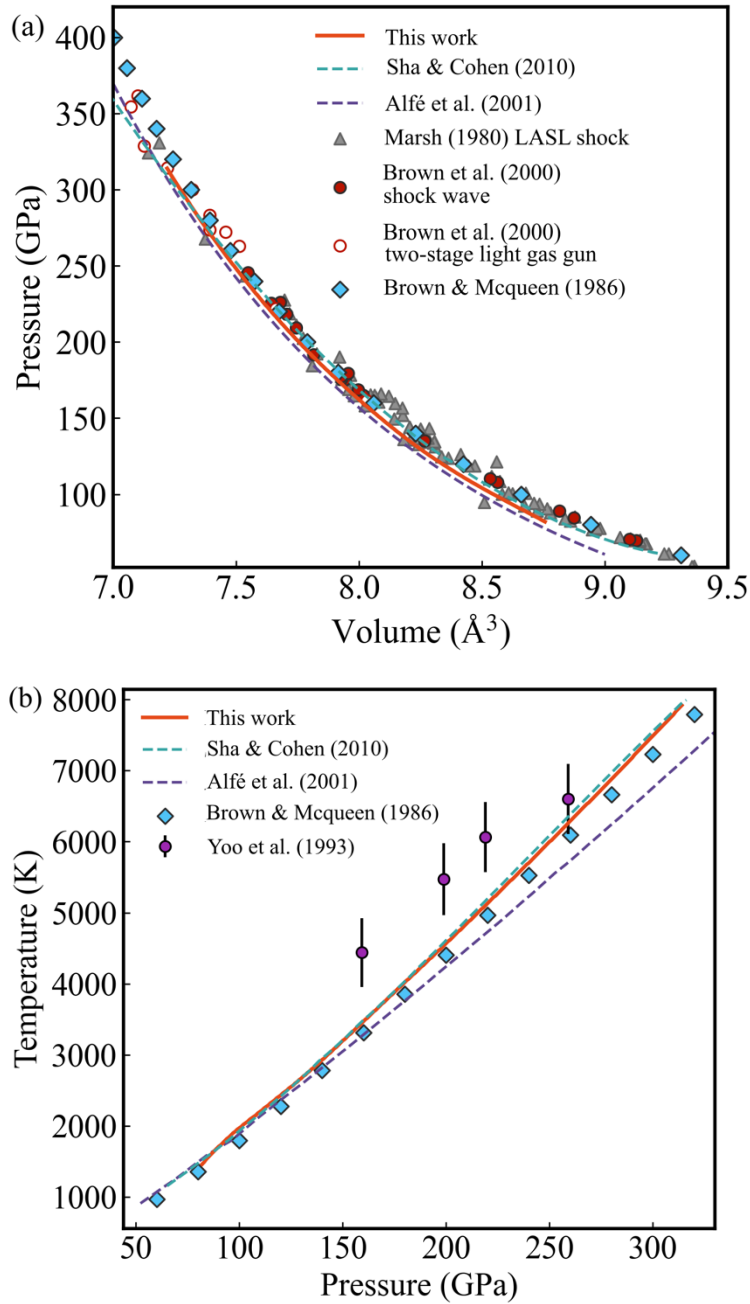 (a)
400
350
300
250
200
150
100
Pressure (GPa)
This work
Sha & Cohen (2010)
Alfé et al. (2001)
Marsh (1980) LASL shock
Brown et al. (2000)
shock wave
Brown et al. (2000)
two-stage light gas gun
Brown & Mcqueen (1986)
7.0 7.5 8.0 8.5 9.0 9.5
Volume (Å³)
(b)
8000
7000
6000
5000
4000
3000
2000
1000
Temperature (K)
This work
Sha & Cohen (2010)
Alfé et al. (2001)
Brown & Mcqueen (1986)
Yoo et al. (1993)
50 100 150 200 250 300
Pressure (GPa)